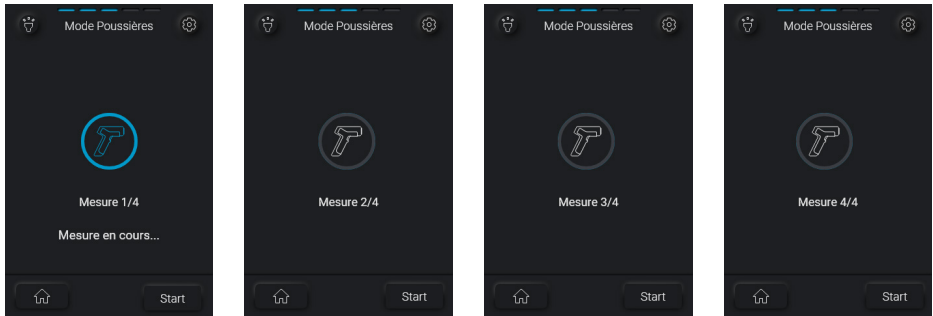 Mode Poussières
Mesure 1/4
Mesure en cours...
Start
Mode Poussières
Mesure 2/4
Start
Mode Poussières
Mesure 3/4
Start
Mode Poussières
Mesure 4/4
Start